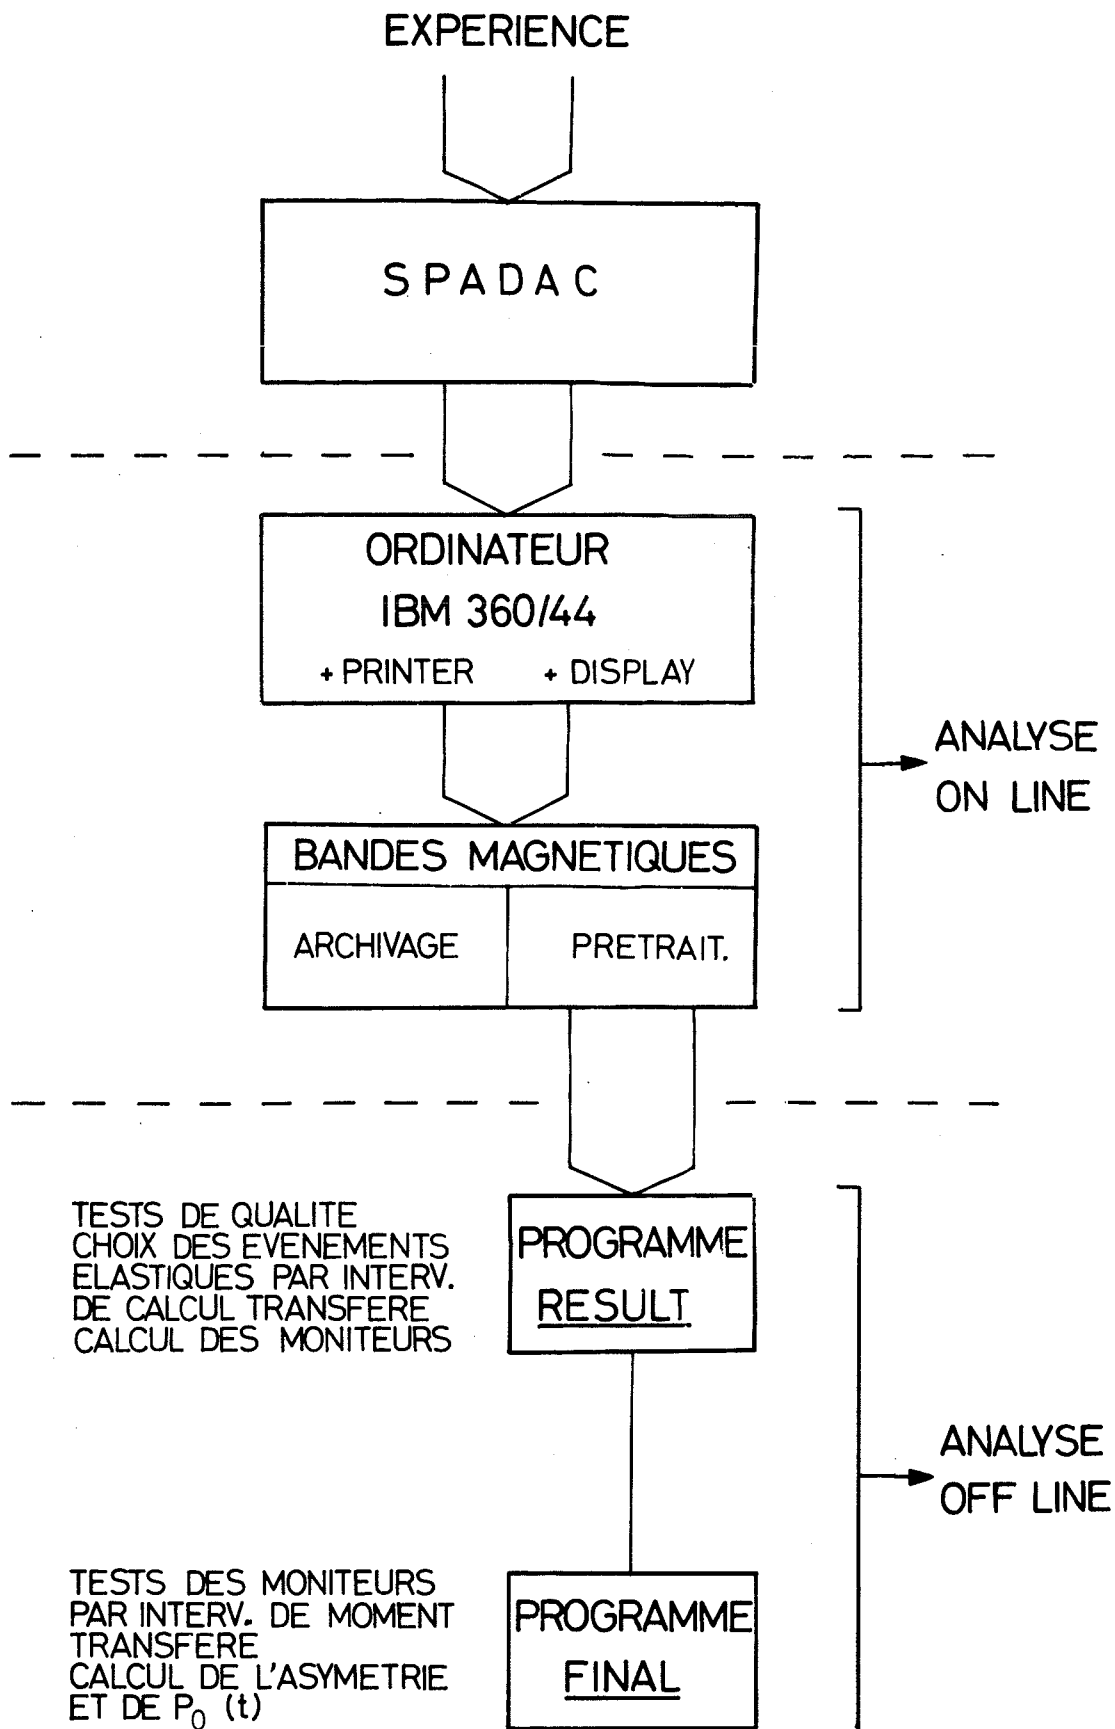 EXPERIENCE
SPADAC
ORDINATEUR
IBM 360/44
+ PRINTER + DISPLAY
ANALYSE
ON LINE
BANDES MAGNETIQUES
ARCHIVAGE PRETRAIT.
TESTS DE QUALITE
CHOIX DES EVENEMENTS
ELASTIQUES PAR INTERV.
DE CALCUL TRANSFERE
CALCUL DES MONITEURS
PROGRAMME
RESULT
ANALYSE
OFF LINE
TESTS DES MONITEURS
PAR INTERV. DE MOMENT
TRANSFERE
CALCUL DE L'ASYMETRIE
ET DE P₀ (t)
PROGRAMME
FINAL